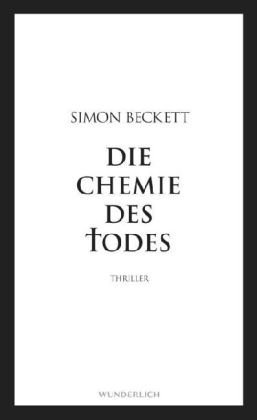 SIMON BECKETT
DIE
CHEMIE
DES
TODES
THRILLER
WUNDERLICH